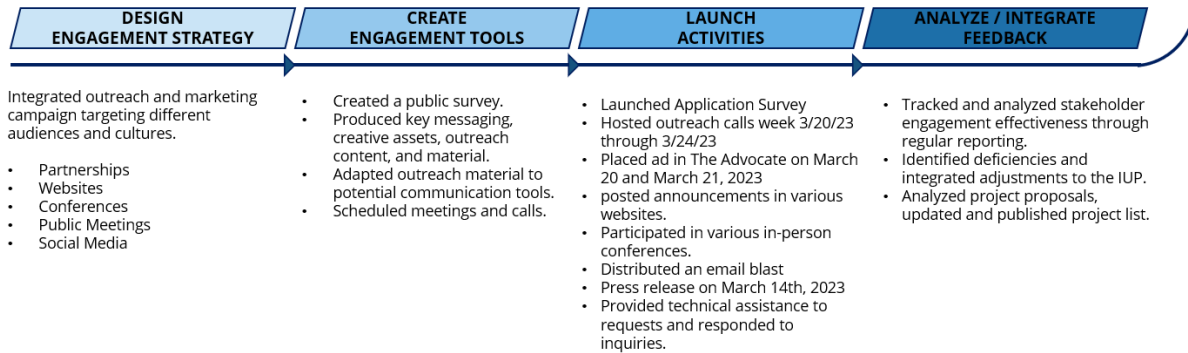 DESIGN
ENGAGEMENT STRATEGY
Integrated outreach and marketing
campaign targeting different
audiences and cultures.
• Partnerships
• Websites
• Conferences
• Public Meetings
• Social Media
CREATE
ENGAGEMENT TOOLS
• Created a public survey.
• Produced key messaging,
creative assets, outreach
content, and material.
• Adapted outreach material to
potential communication tools.
• Scheduled meetings and calls.
LAUNCH
ACTIVITIES
• Launched Application Survey
• Hosted outreach calls week 3/20/23
through 3/24/23
• Placed ad in The Advocate on March
20 and March 21, 2023
• posted announcements in various
websites.
• Participated in various in-person
conferences.
• Distributed an email blast
• Press release on March 14th, 2023
• Provided technical assistance to
requests and responded to
inquiries.
ANALYZE / INTEGRATE
FEEDBACK
• Tracked and analyzed stakeholder
engagement effectiveness through
regular reporting.
• Identified deficiencies and
integrated adjustments to the IUP.
• Analyzed project proposals,
updated and published project list.